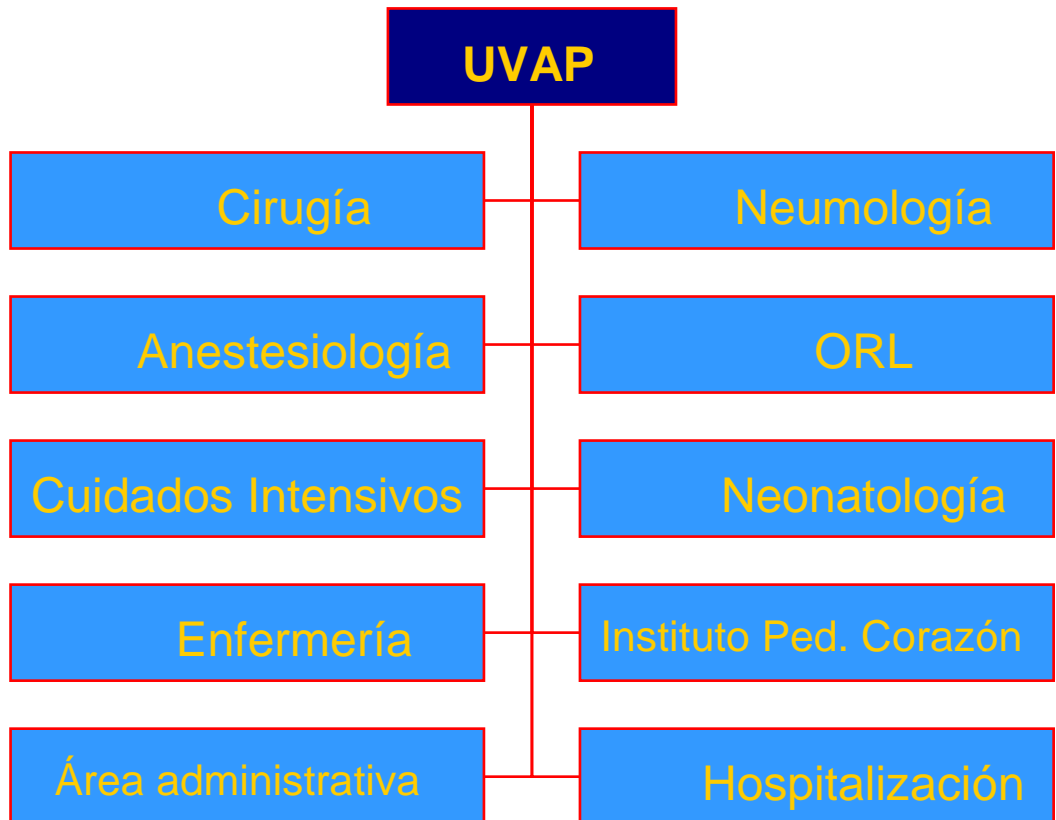 UVAP
Cirugía
Neumología
Anestesiología
ORL
Cuidados Intensivos
Neonatología
Enfermería
Instituto Ped. Corazón
Área administrativa
Hospitalización